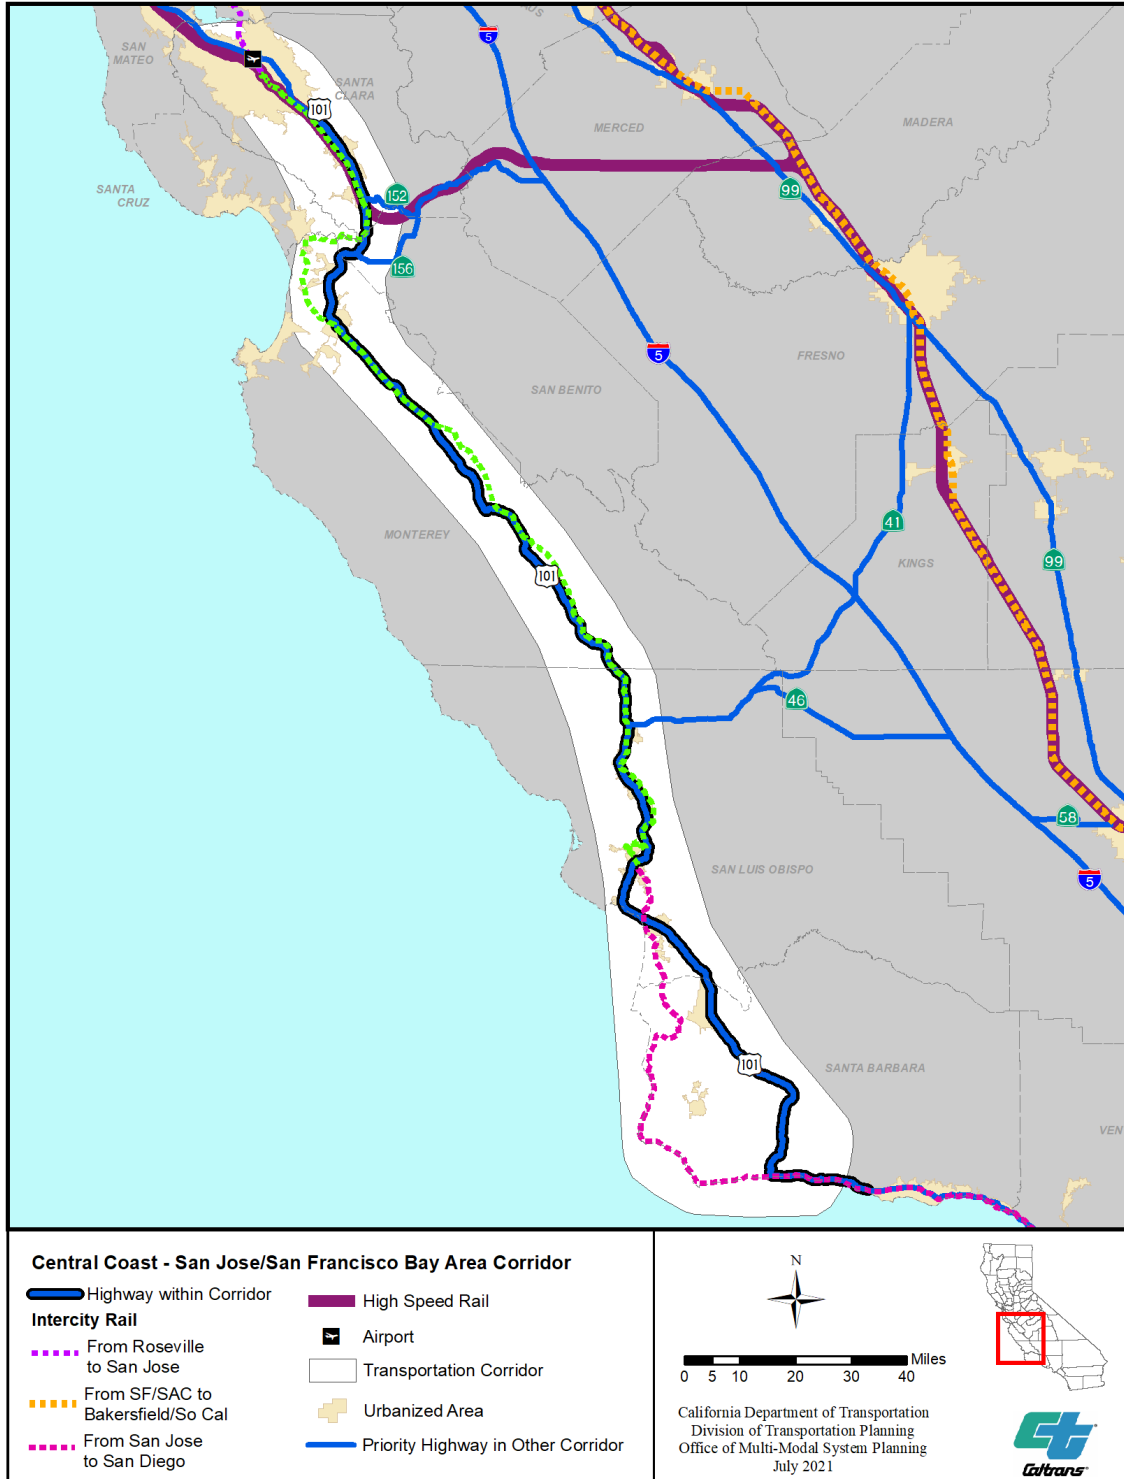 5
US
SAN
MATEO
SANTA
CLARA
101
MERCED
MADERA
SANTA
CRUZ
152
99
156
5
FRESNO
SAN BENITO
41
MONTEREY
KINGS
99
101
46
58
SAN LUIS OBISPO
5
101
SANTA BARBARA
VEN
Central Coast - San Jose/San Francisco Bay Area Corridor
Highway within Corridor
Intercity Rail
From Roseville
to San Jose
From SF/SAC to
Bakersfield/So Cal
From San Jose
to San Diego
High Speed Rail
Airport
Transportation Corridor
Urbanized Area
Priority Highway in Other Corridor
N
Miles
0 5 10 20 30 40
California Department of Transportation
Division of Transportation Planning
Office of Multi-Modal System Planning
July 2021
ct
Caltrans